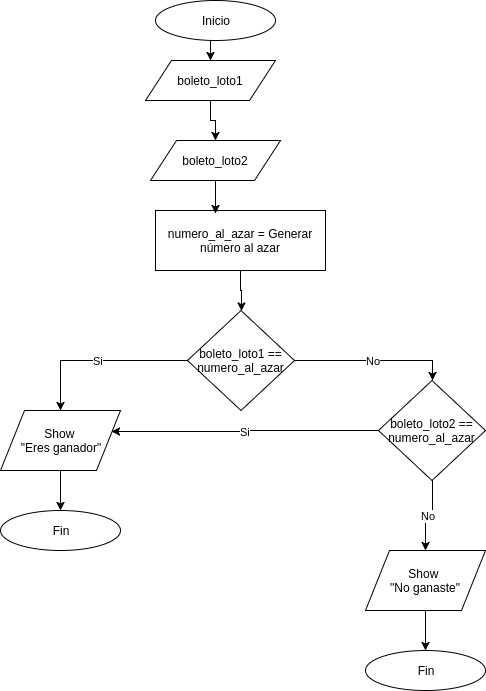 Inicio
boleto_loto1
boleto_loto2
numero_al_azar = Generar
número al azar
boleto_loto1 ==
numero_al_azar
Si
No
boleto_loto2 ==
numero_al_azar
Si
Show
"Eres ganador"
No
Fin
Show
"No ganaste"
Fin